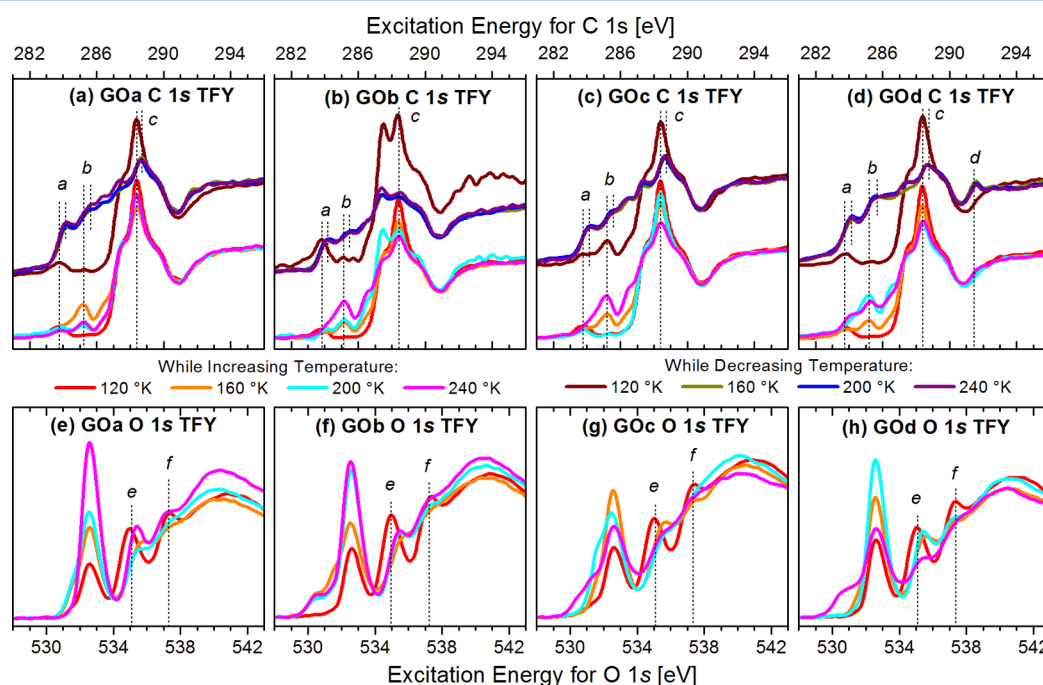 Excitation Energy for C 1s [eV]
282 286 290 294 282 286 290 294 282 286 290 294 282 286 290 294
(a) GOa C 1s TFY (b) GOb C 1s TFY (c) GOc C 1s TFY (d) GOd C 1s TFY
a b c a b c a b c a b c d
While Increasing Temperature: While Decreasing Temperature:
120 °K 160 °K 200 °K 240 °K 120 °K 160 °K 200 °K 240 °K
(e) GOa O 1s TFY (f) GOb O 1s TFY (g) GOc O 1s TFY (h) GOd O 1s TFY
e f e f e f e f
530 534 538 542 530 534 538 542 530 534 538 542 530 534 538 542
Excitation Energy for O 1s [eV]